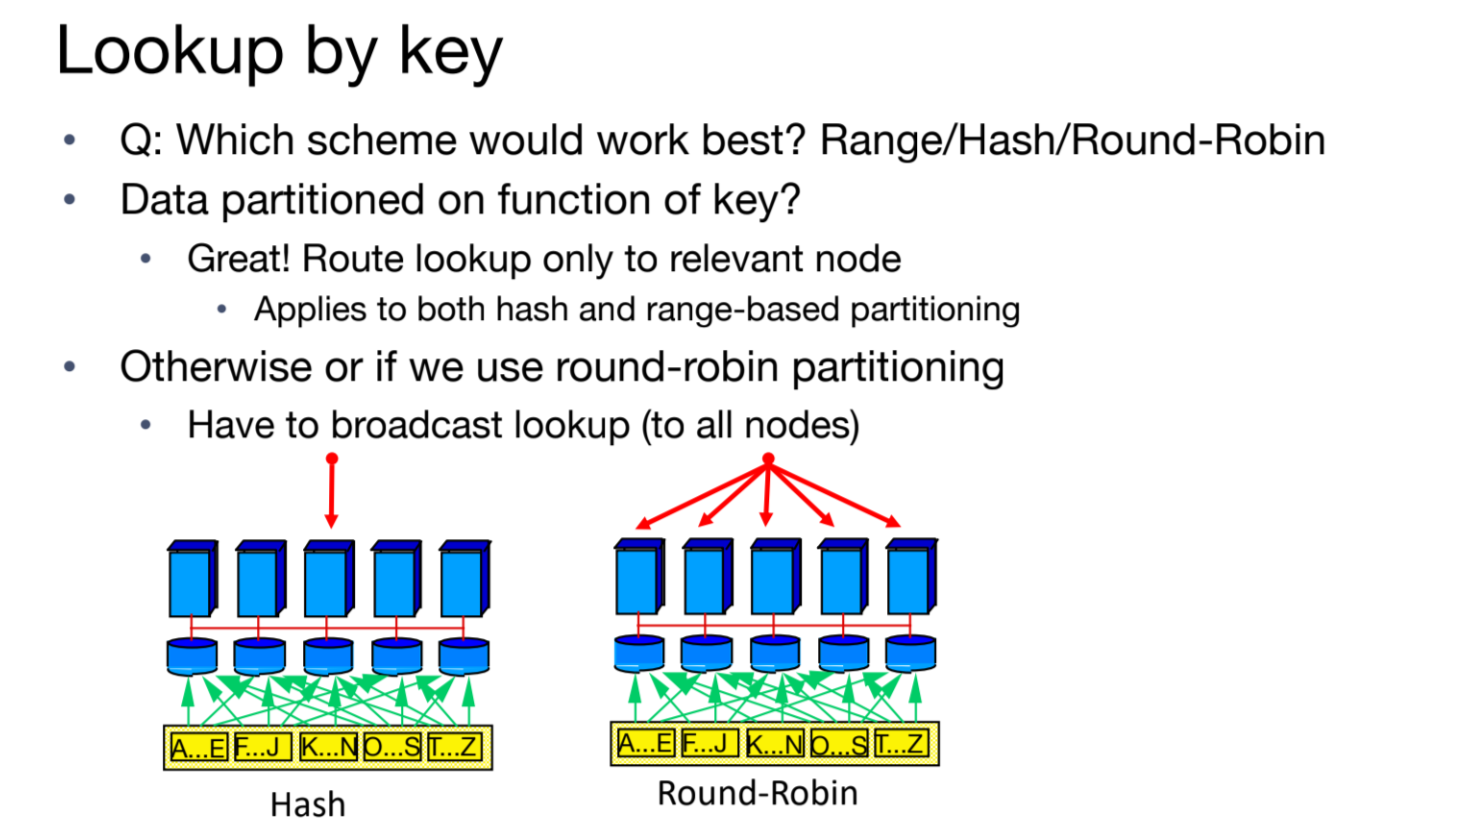 Lookup by key
• Q: Which scheme would work best? Range/Hash/Round-Robin
• Data partitioned on function of key?
• Great! Route lookup only to relevant node
• Applies to both hash and range-based partitioning
• Otherwise or if we use round-robin partitioning
• Have to broadcast lookup (to all nodes)
A...E F...J K...N O...S T...Z
Hash
A...E F...J K...N O...S T...Z
Round-Robin